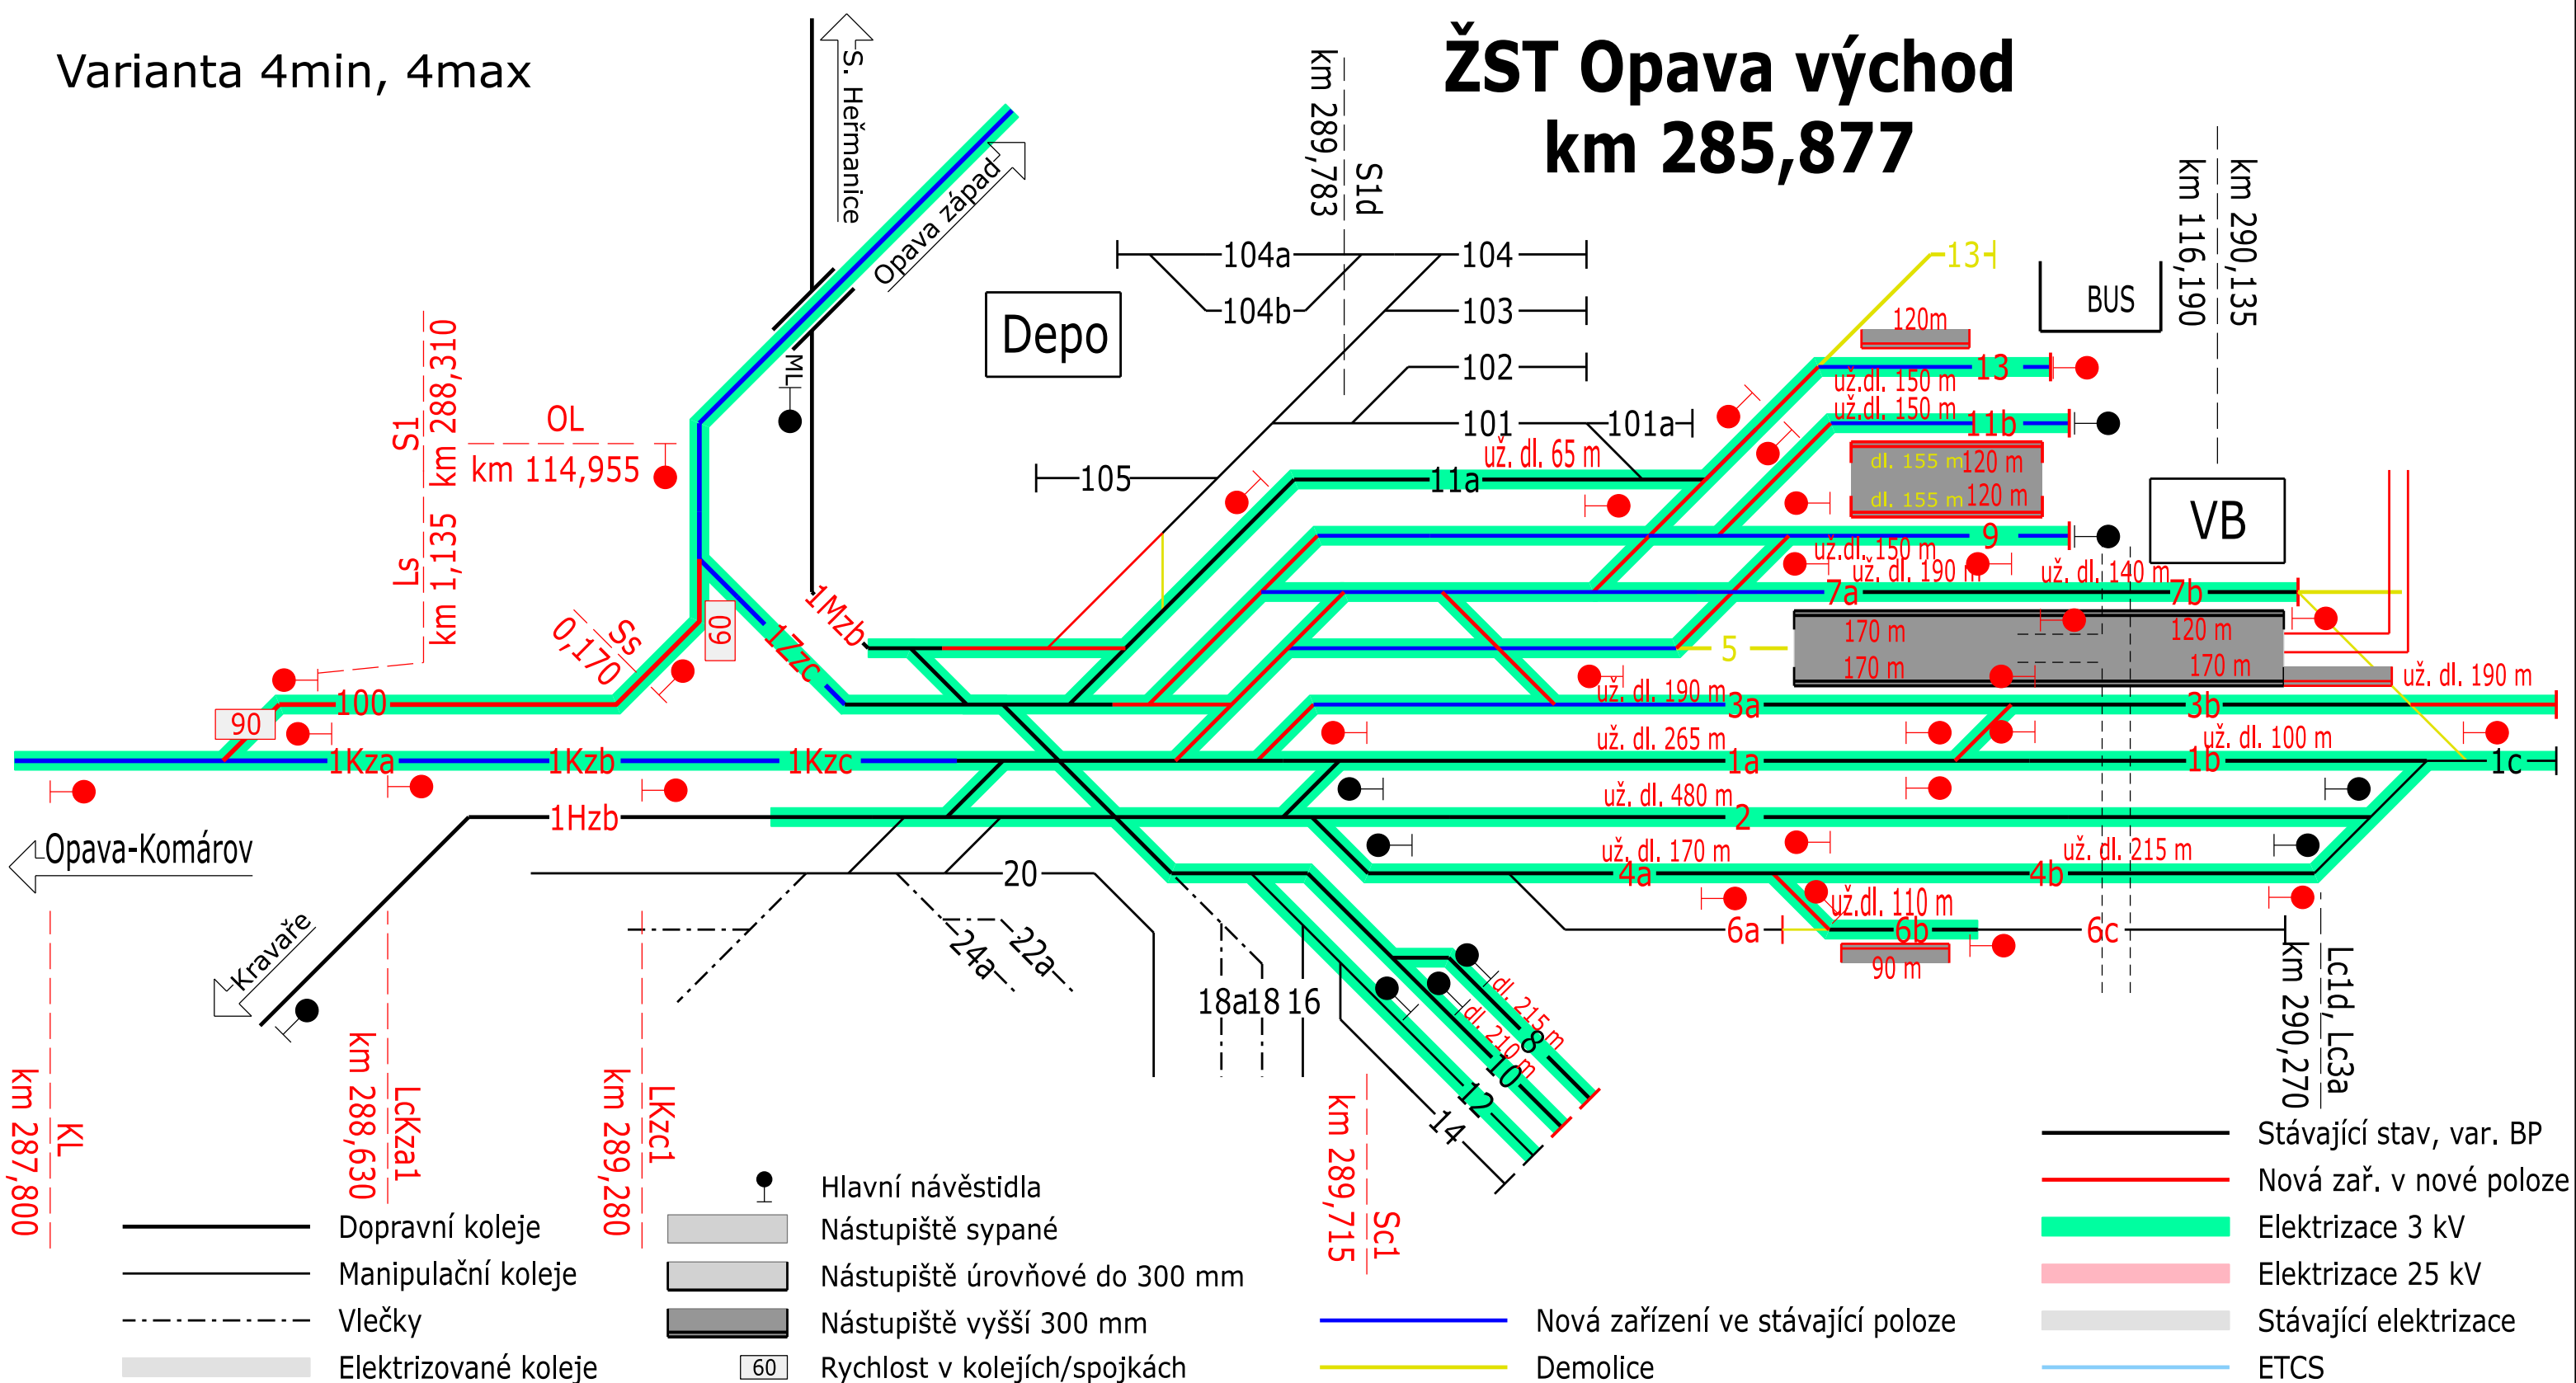 Varianta 4min, 4max
ŽST Opava východ
km 285,877
S. Heřmanice
Opava západ
km 289,783
S1d
km 116,190
km 290,135
104a
104
104b
103
102
101
101a
105
Depo
BUS
VB
13
120m
13
už.dl. 150 m
už.dl. 150 m
11b
dl. 155 m
120 m
dl. 155 m
120 m
už. dl. 65 m
11a
9
už.dl. 150 m
už. dl. 190 m
už. dl. 140 m
7a
7b
170 m
120 m
170 m
170 m
5
už. dl. 190 m
už. dl. 190 m
3a
3b
už. dl. 265 m
už. dl. 100 m
1a
1b
1c
už. dl. 480 m
2
už. dl. 170 m
už. dl. 215 m
4a
4b
už.dl. 110 m
6a
6b
6c
90 m
ML
OL
km 114,955
S1
km 288,310
Ls
km 1,135
Ss
0,170
60
90
100
1Mzb
1Zzc
1Kza
1Kzb
1Kzc
1Hzb
Opava-Komárov
Kravaře
20
24a
22a
18a
18
16
dl. 215 m
dl. 210 m
8
10
12
14
km 287,800
KL
km 288,630
LcKza1
km 289,280
LKzc1
km 289,715
Sc1
km 290,270
Lc1d, Lc3a
Dopravní koleje
Manipulační koleje
Vlečky
Elektrizované koleje
Hlavní návěstidla
Nástupiště sypané
Nástupiště úrovňové do 300 mm
Nástupiště vyšší 300 mm
60
Rychlost v kolejích/spojkách
Nová zařízení ve stávající poloze
Demolice
Stávající stav, var. BP
Nová zař. v nové poloze
Elektrizace 3 kV
Elektrizace 25 kV
Stávající elektrizace
ETCS